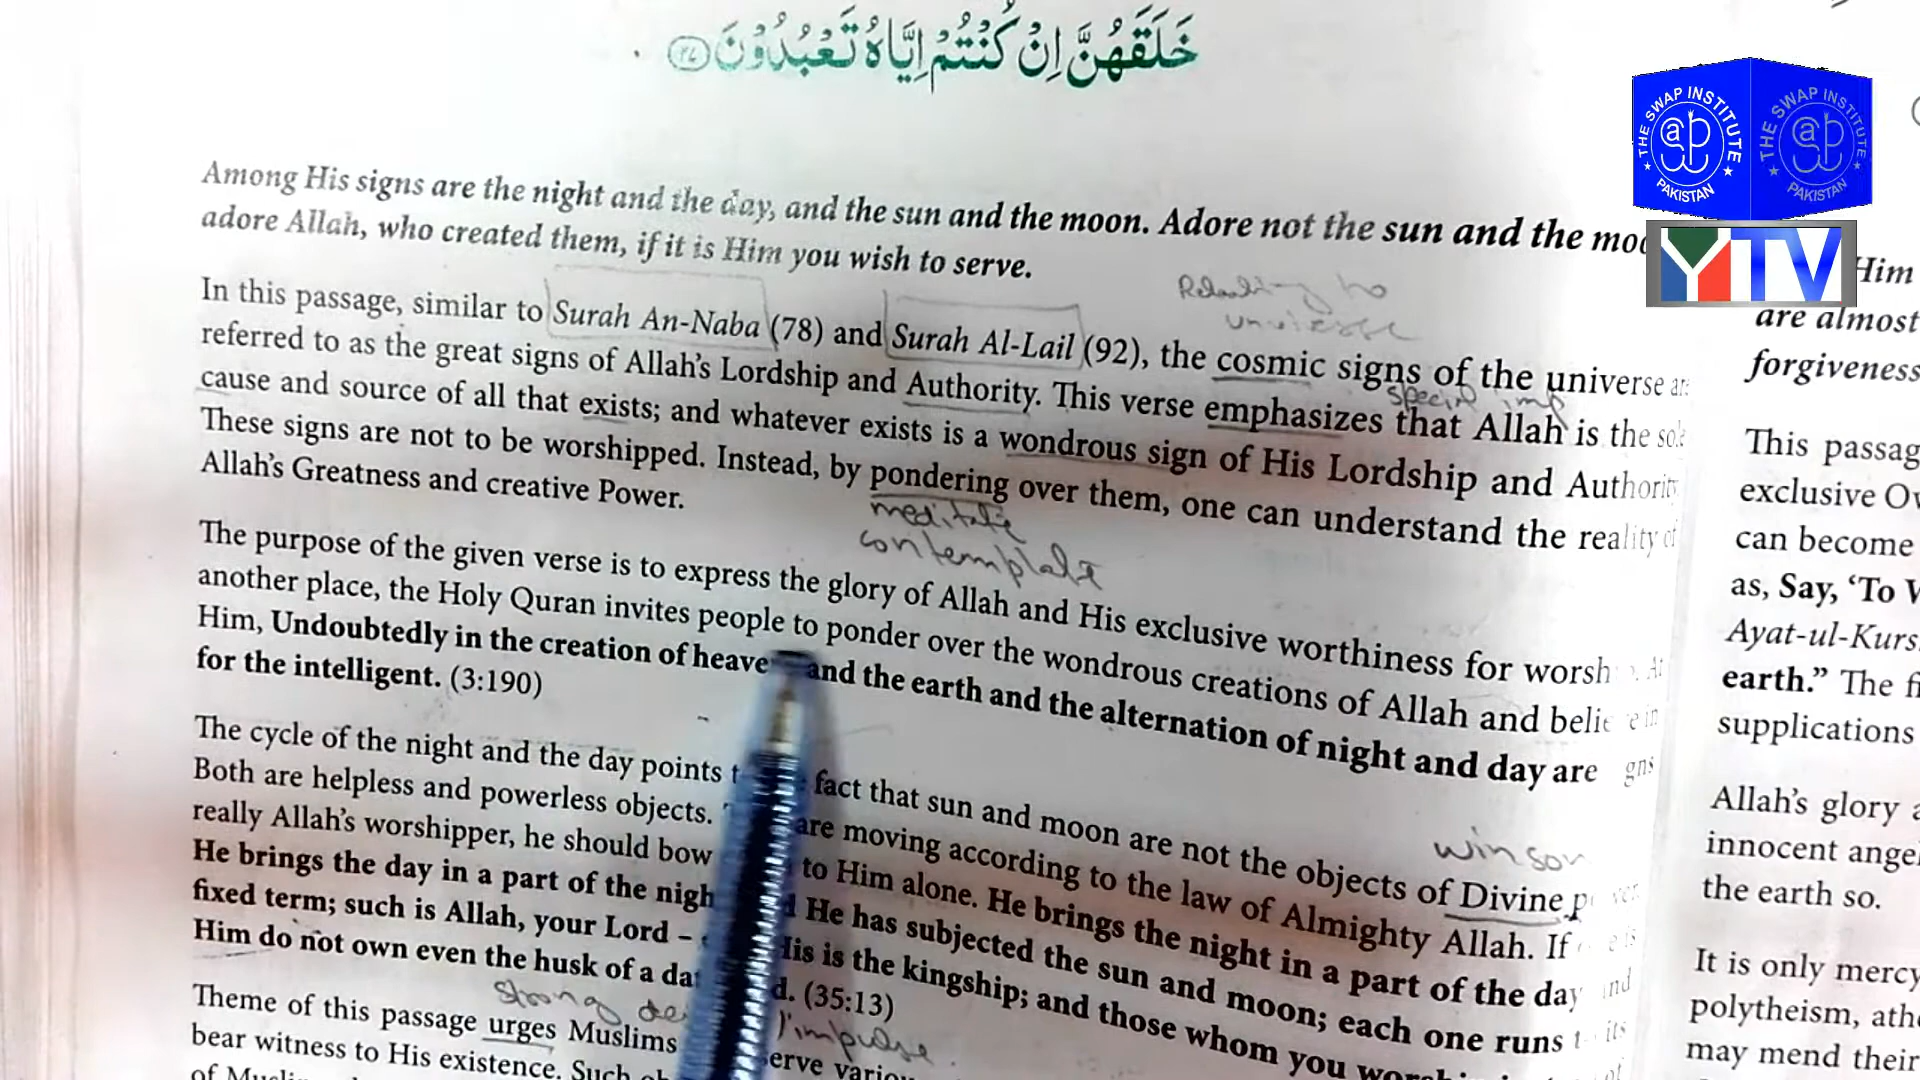 خَلَقَهُنَّ اِنْ كُنْتُمْ اِيَّاهُ تَعْبُدُوْنَ
Among His signs are the night and the day, and the sun and the moon. Adore not the sun and the
adore Allah, who created them, if it is Him you wish to serve.
Relating to
universe
In this passage, similar to Surah An-Naba (78) and Surah Al-Lail (92), the cosmic signs of the universe
referred to as the great signs of Allah's Lordship and Authority. This verse emphasizes that Allah is the
special imp
cause and source of all that exists; and whatever exists is a wondrous sign of His Lordship and
These signs are not to be worshipped. Instead, by pondering over them, one can understand the reality of
Allah's Greatness and creative Power.
meditate
contemplate
The purpose of the given verse is to express the glory of Allah and His exclusive worthiness for
another place, the Holy Quran invites people to ponder over the wondrous creations of Allah and
Him, Undoubtedly in the creation of and the earth and the alternation of night and day are
for the intelligent. (3:190)
The cycle of the night and the day points fact that sun and moon are not the objects of Divine
Both are helpless and powerless objects. are moving according to the law of Almighty Allah. If
really Allah's worshipper, he should bow to Him alone. He brings the night in a part of the day
He brings the day in a part of the He has subjected the sun and moon; each one runs
fixed term; such is Allah, your Lord – is the kingship; and those whom you
Him do not own even the husk of a (35:13)
strong impulse
Theme of this passage urges Muslims
bear witness to His existence. Such
Him
are almost
forgiveness
This
exclusive
can become
as, Say, 'To
earth." The
supplications
Allah's glory
innocent
the earth so.
It is only mercy
polytheism,
may mend their
THE SWAP INSTITUTE
PAKISTAN
THE SWAP INSTITUTE
PAKISTAN
YTV